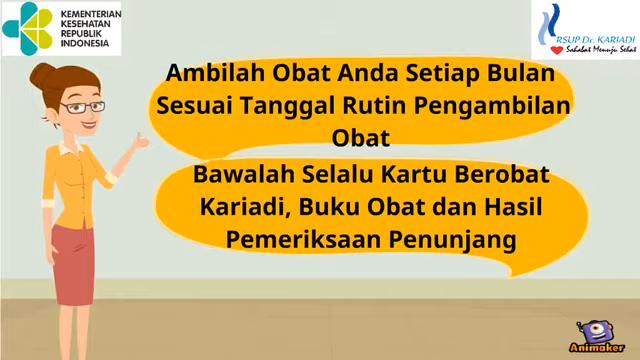 KEMENTERIAN
KESEHATAN
REPUBLIK
INDONESIA
RSUP Dr. KARIADI
Sahabat Menuju Sehat
Ambilah Obat Anda Setiap Bulan
Sesuai Tanggal Rutin Pengambilan
Obat
Bawalah Selalu Kartu Berobat
Kariadi, Buku Obat dan Hasil
Pemeriksaan Penunjang
Animaker